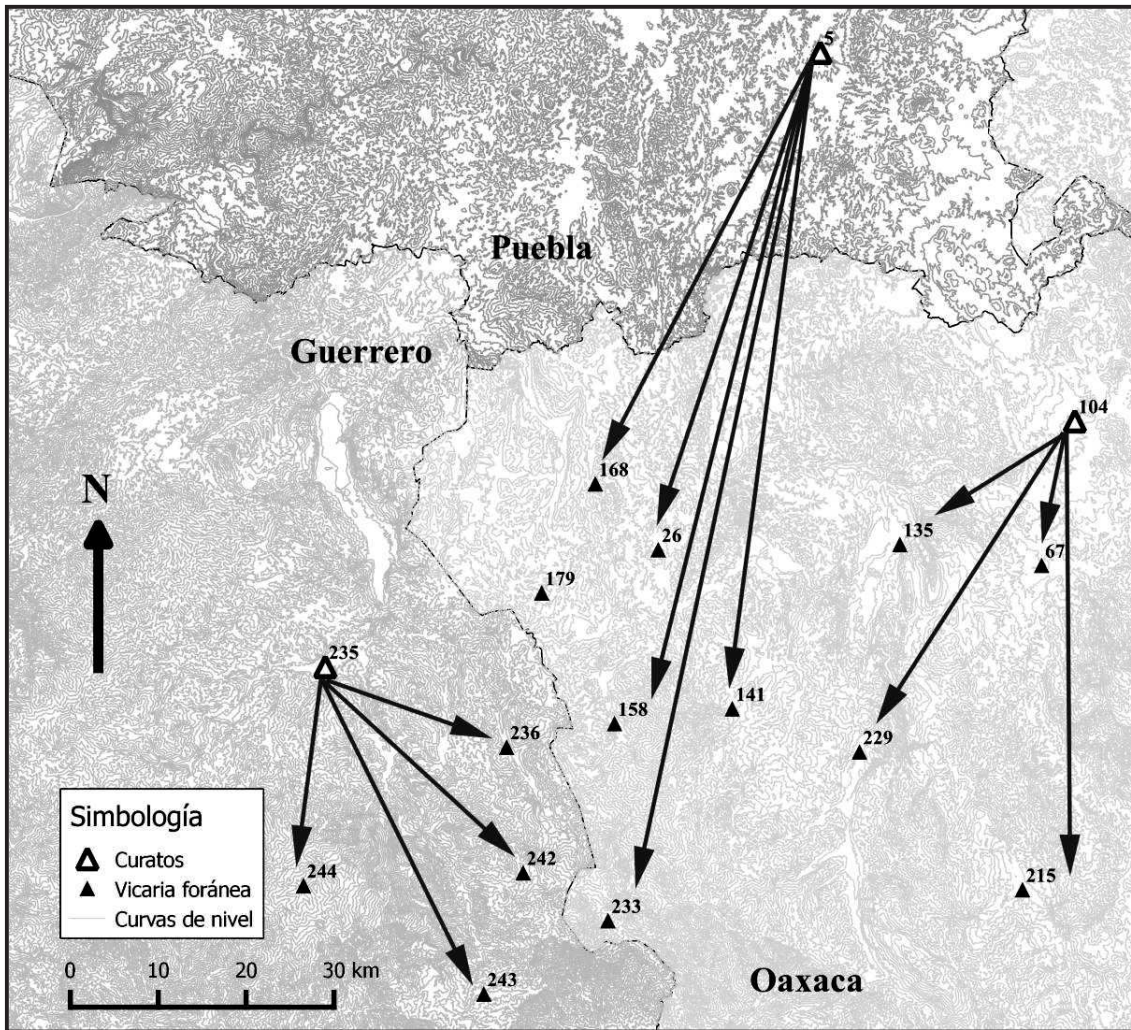 5
Puebla
Guerrero
104
N
168
26
135
67
179
235
236
158
141
229
Simbología
Curatos
Vicaria foránea
Curvas de nivel
244
242
233
215
0 10 20 30 km
243
Oaxaca